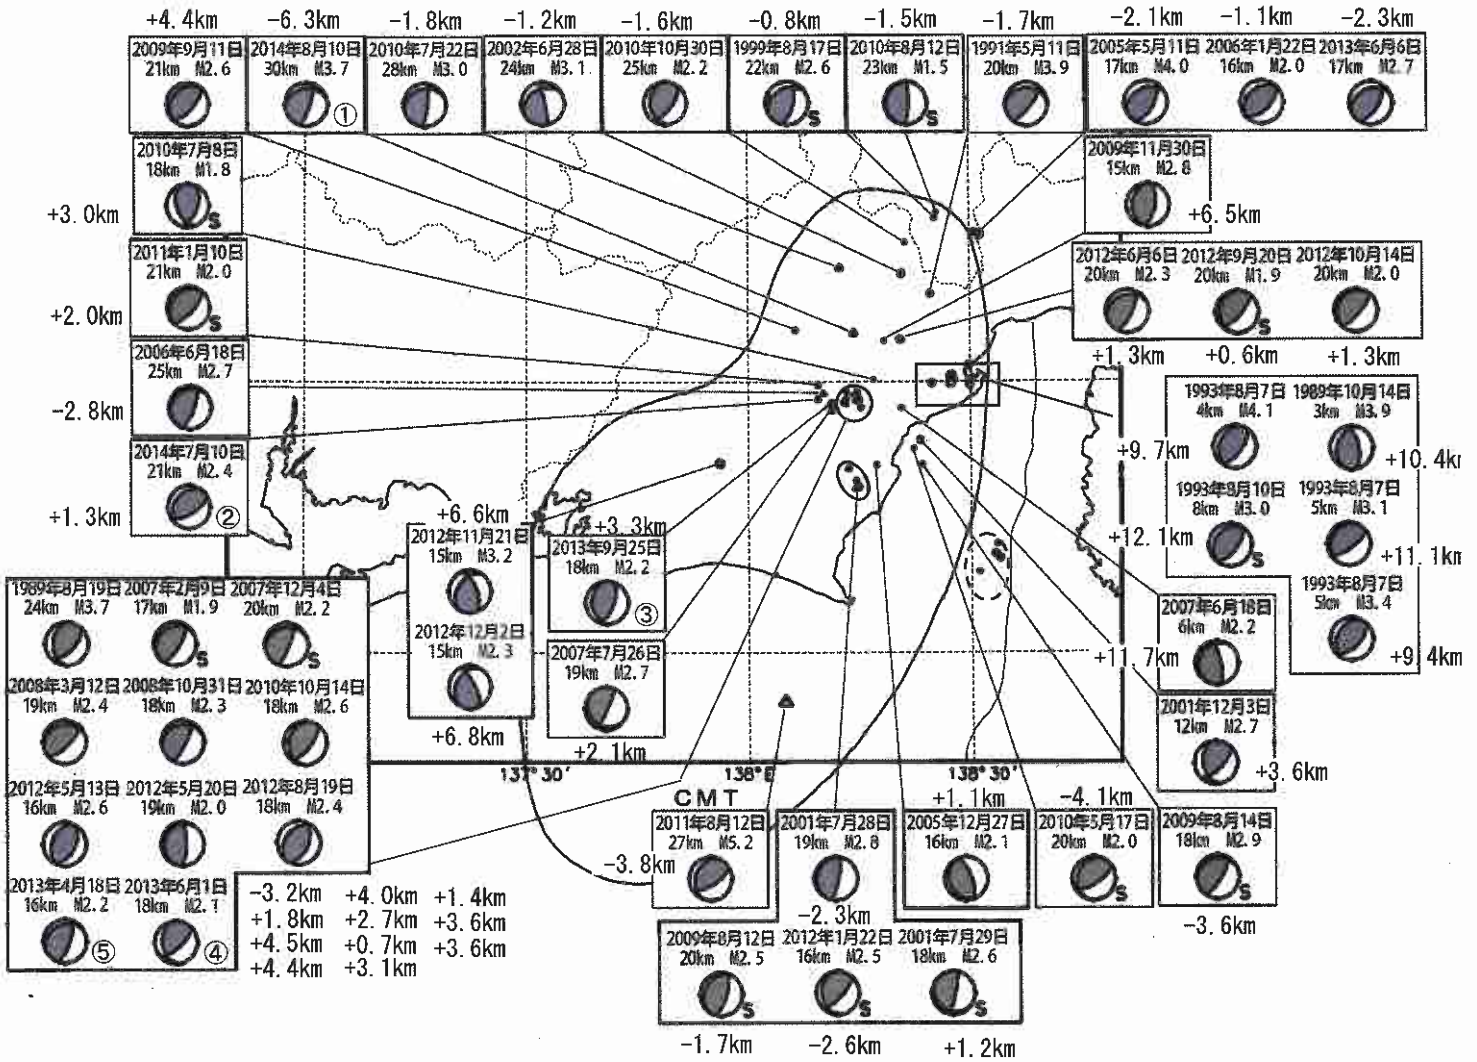 +4.4km -6.3km -1.8km -1.2km -1.6km -0.8km -1.5km -1.7km -2.1km -1.1km -2.3km
2009年9月11日 2014年8月10日 2010年7月22日 2002年6月28日 2010年10月30日 1999年8月17日 2010年8月12日 1991年5月11日 2005年5月11日 2006年1月22日 2013年6月6日
21km M2.6 30km M3.7 28km M3.0 24km M3.1 25km M2.2 22km M2.6 23km M1.5 20km M3.9 17km M4.0 16km M2.0 17km M2.7
① S S
2010年7月8日
18km M1.8
S
+3.0km
2009年11月30日
15km M2.8
+6.5km
2011年1月10日
21km M2.0
S
+2.0km
2012年6月6日 2012年9月20日 2012年10月14日
20km M2.3 20km M1.9 20km M2.0
S
+1.3km +0.6km +1.3km
2006年6月18日
25km M2.7
-2.8km
1993年8月7日 1989年10月14日
4km M4.1 3km M3.9
+9.7km +10.4km
2014年7月10日
21km M2.4
②
+1.3km
1993年8月10日 1993年8月7日
8km M3.0 5km M3.1
S
+12.1km +11.1km
1993年8月7日
5km M3.4
+9.4km
+6.6km
2012年11月21日
15km M3.2
2012年12月2日
15km M2.3
+6.8km
+3.3km
2013年9月25日
18km M2.2
③
2007年7月26日
19km M2.7
+2.1km
2007年6月18日
6km M2.2
+11.7km
2001年12月3日
12km M2.7
+3.6km
1989年8月19日 2007年2月9日 2007年12月4日
24km M3.7 17km M1.9 20km M2.2
S S
2008年3月12日 2008年10月31日 2010年10月14日
19km M2.4 18km M2.3 18km M2.6
2012年5月13日 2012年5月20日 2012年8月19日
16km M2.6 19km M2.0 18km M2.4
2013年4月18日 2013年6月1日
16km M2.2 18km M2.1
⑤ ④
-3.2km +4.0km +1.4km
+1.8km +2.7km +3.6km
+4.5km +0.7km +3.6km
+4.4km +3.1km
137°30′ 138°0′ 138°30′
CMT
2011年8月12日
27km M5.2
-3.8km
2001年7月28日
19km M2.8
-2.3km
+1.1km
2005年12月27日
16km M2.1
-4.1km
2010年5月17日
20km M2.0
S
2009年8月14日
18km M2.9
S
-3.6km
2009年8月12日 2012年1月22日 2001年7月29日
20km M2.5 16km M2.5 18km M2.6
S S S
-1.7km -2.6km +1.2km